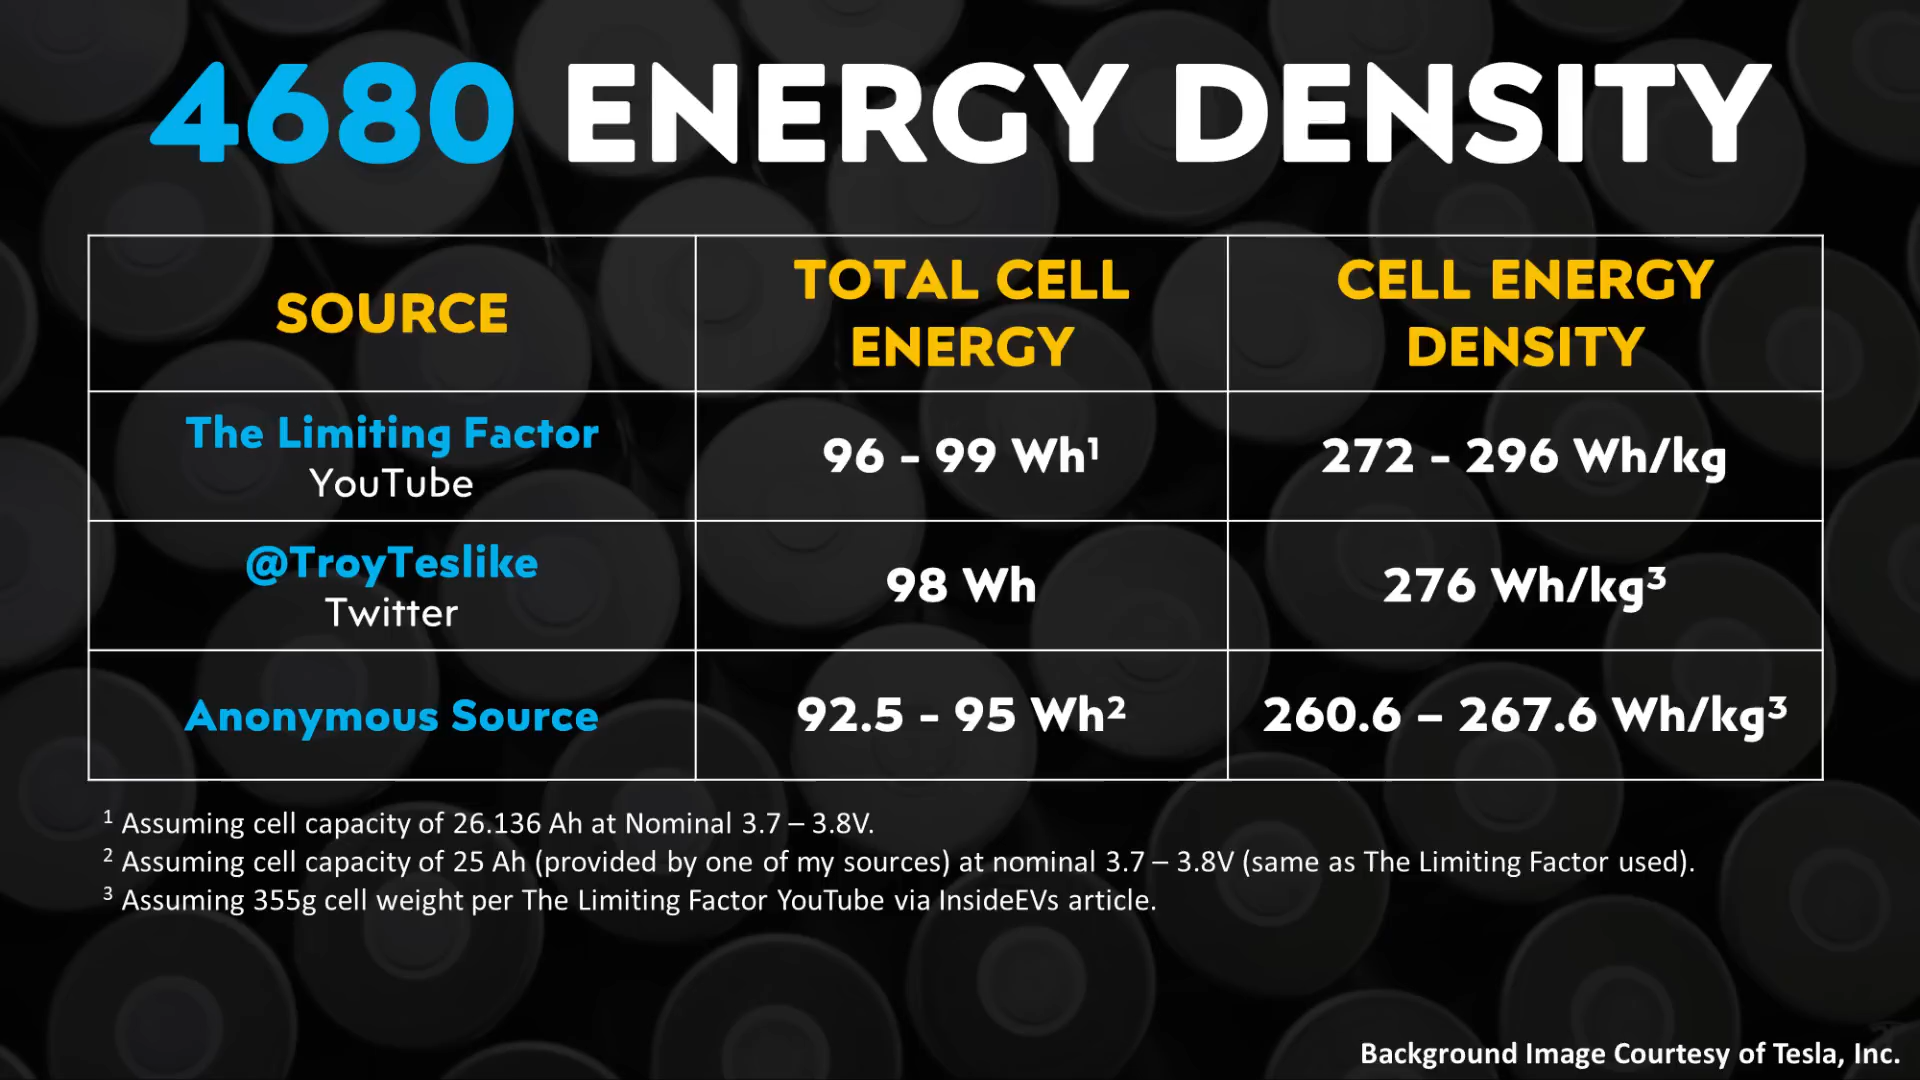 4680 ENERGY DENSITY
SOURCE
TOTAL CELL
ENERGY
CELL ENERGY
DENSITY
The Limiting Factor
YouTube
96 - 99 Wh¹
272 - 296 Wh/kg
@TroyTeslike
Twitter
98 Wh
276 Wh/kg³
Anonymous Source
92.5 - 95 Wh²
260.6 – 267.6 Wh/kg³
¹ Assuming cell capacity of 26.136 Ah at Nominal 3.7 – 3.8V.
² Assuming cell capacity of 25 Ah (provided by one of my sources) at nominal 3.7 – 3.8V (same as The Limiting Factor used).
³ Assuming 355g cell weight per The Limiting Factor YouTube via InsideEVs article.
Background Image Courtesy of Tesla, Inc.